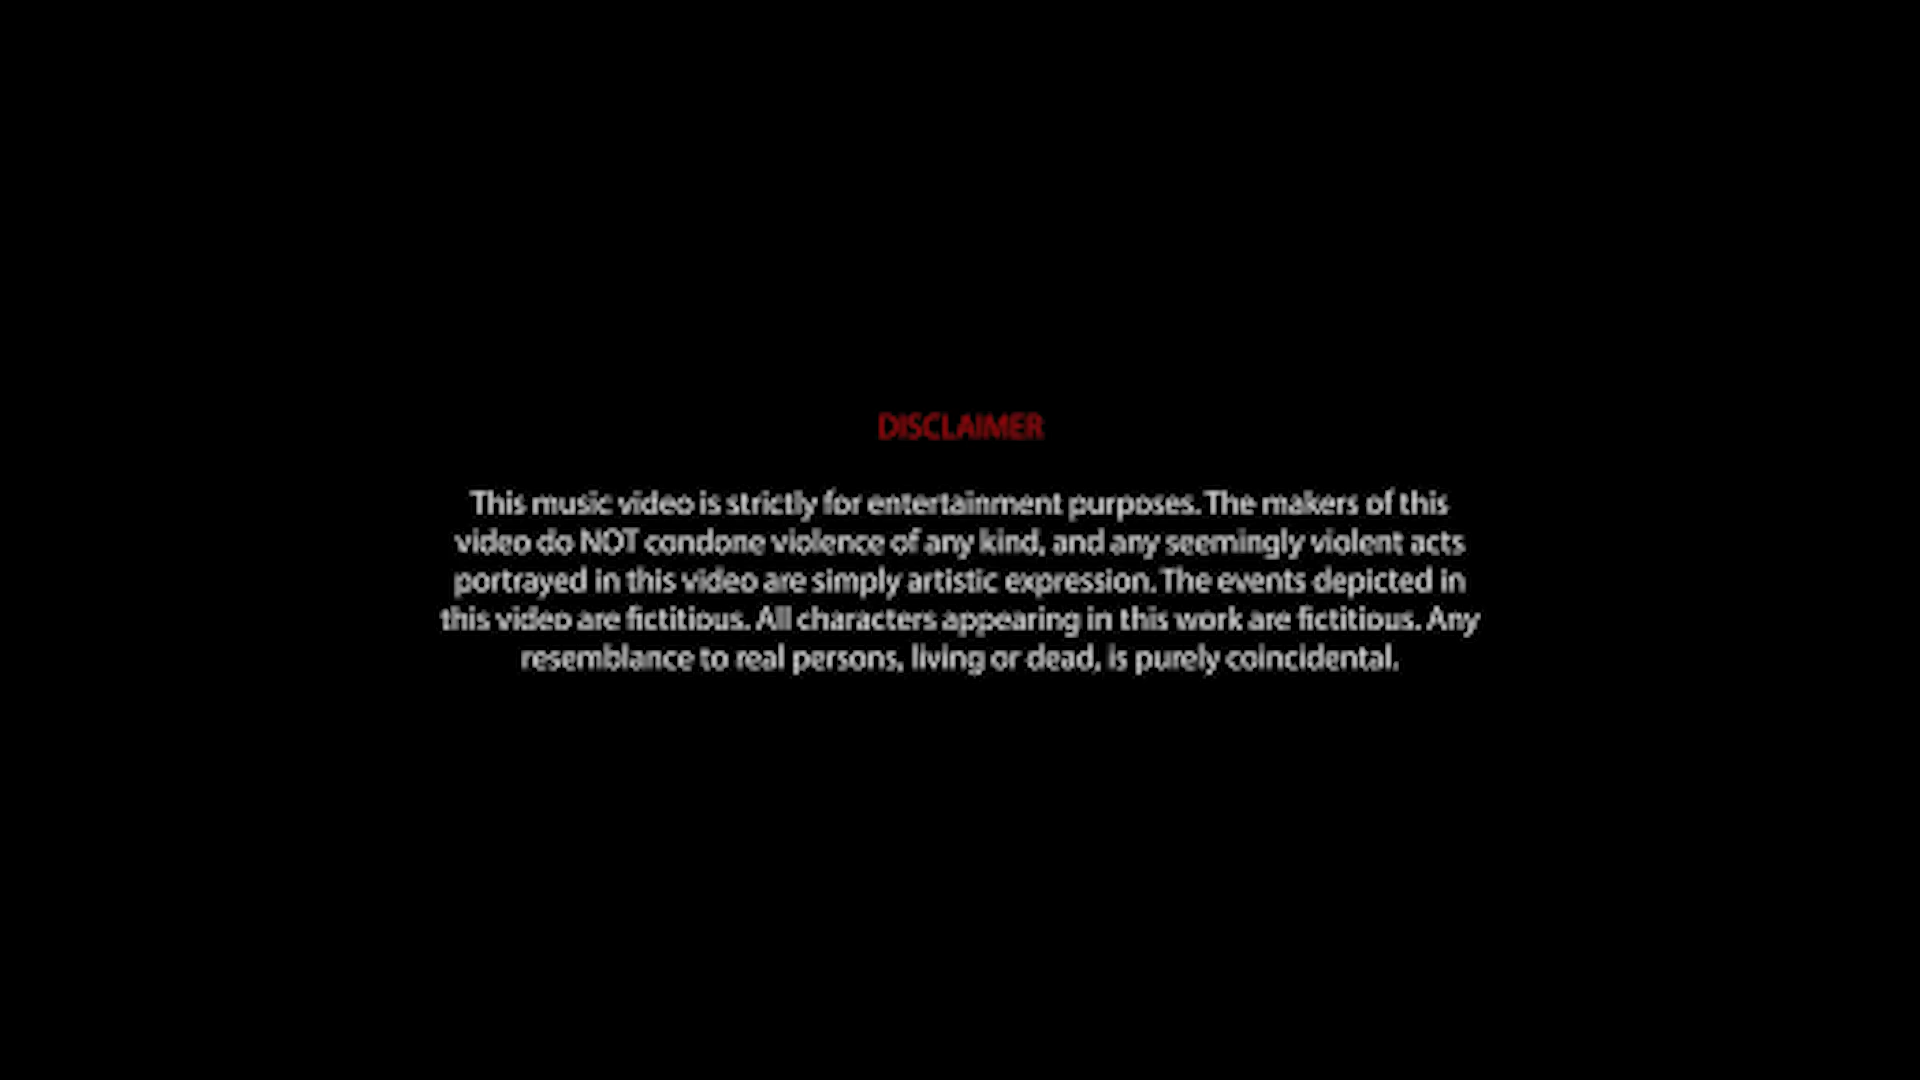 DISCLAIMER
This music video is strictly for entertainment purposes. The makers of this
video do NOT condone violence of any kind, and any seemingly violent acts
portrayed in this video are simply artistic expression. The events depicted in
this video are fictitious. All characters appearing in this work are fictitious. Any
resemblance to real persons, living or dead, is purely coincidental.